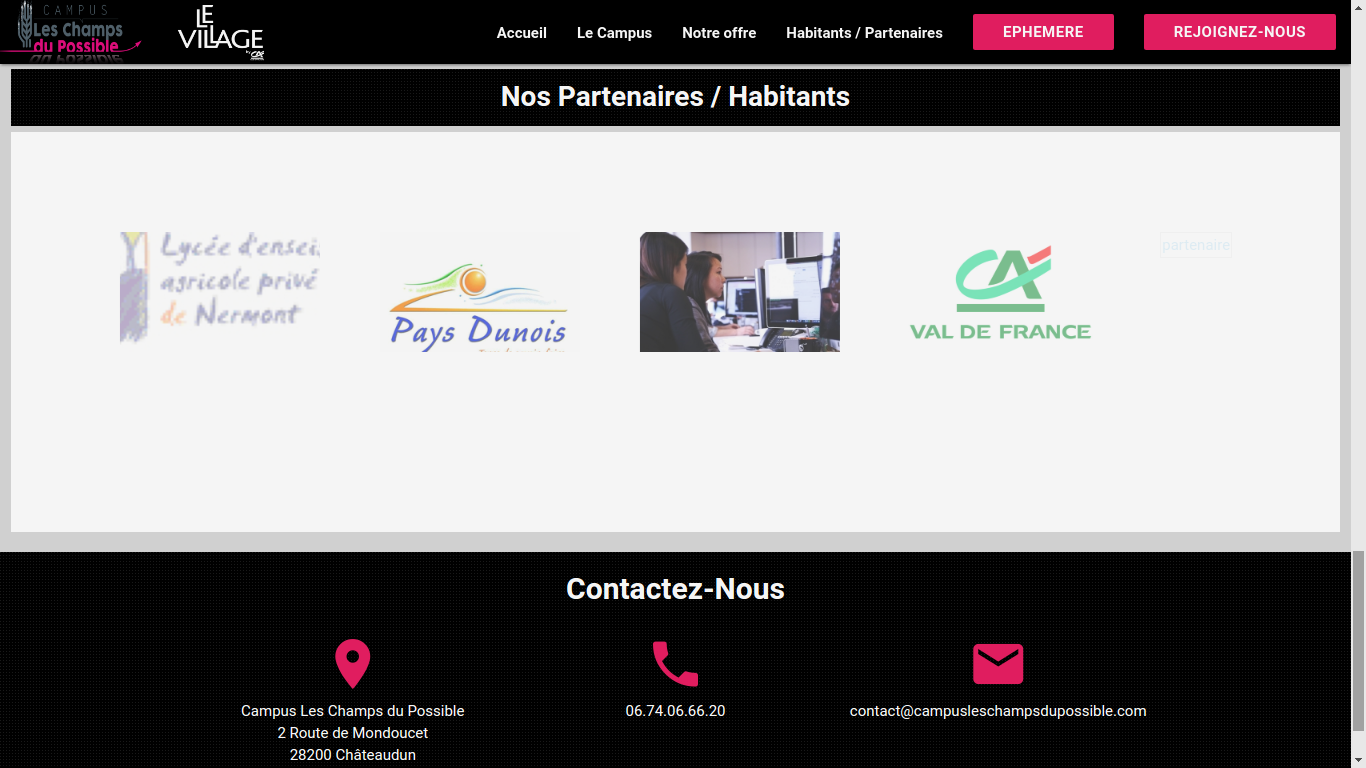 CAMPUS
Les Champs
du Possible
LE
VILLAGE
by CA
Accueil
Le Campus
Notre offre
Habitants / Partenaires
EPHEMERE
REJOIGNEZ-NOUS
Nos Partenaires / Habitants
Lycée d'ensei
agricole privé
de Nermont
Pays Dunois
CA
VAL DE FRANCE
partenaire
Contactez-Nous
Campus Les Champs du Possible
2 Route de Mondoucet
28200 Châteaudun
06.74.06.66.20
contact@campusleschampsdupossible.com